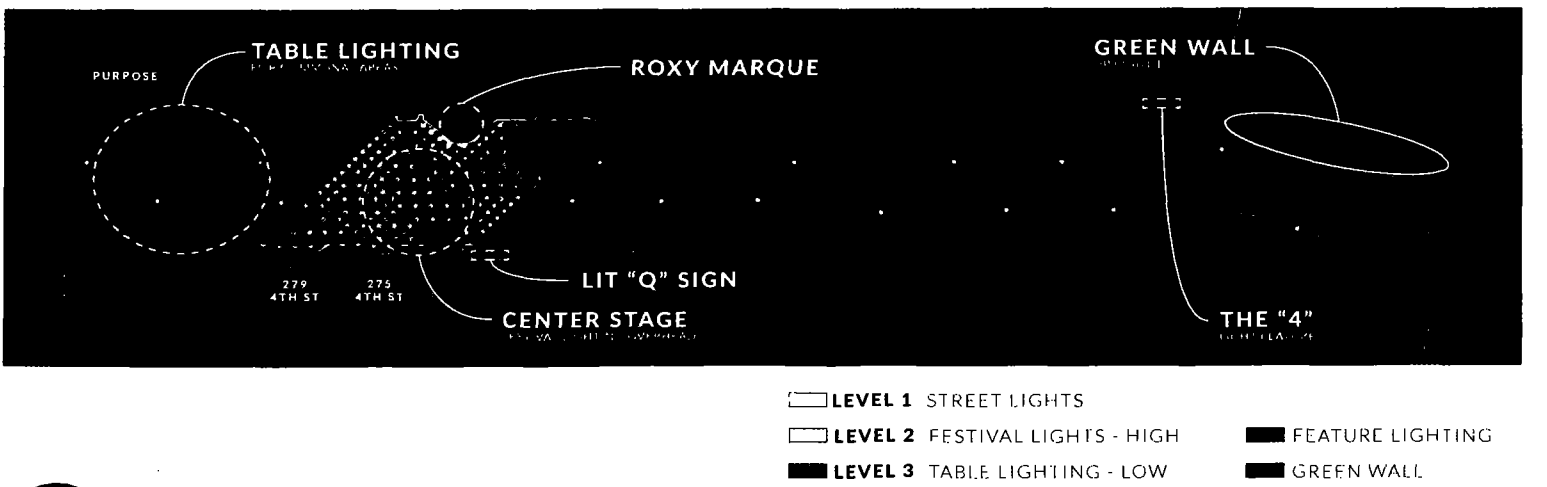 TABLE LIGHTING
PURPOSE
ROXY MARQUE
GREEN WALL
LIT "Q" SIGN
279
4TH ST
275
4TH ST
CENTER STAGE
THE "4"
LEVEL 1 STREET LIGHTS
LEVEL 2 FESTIVAL LIGHTS - HIGH
FEATURE LIGHTING
LEVEL 3 TABLE LIGHTING - LOW
GREEN WALL